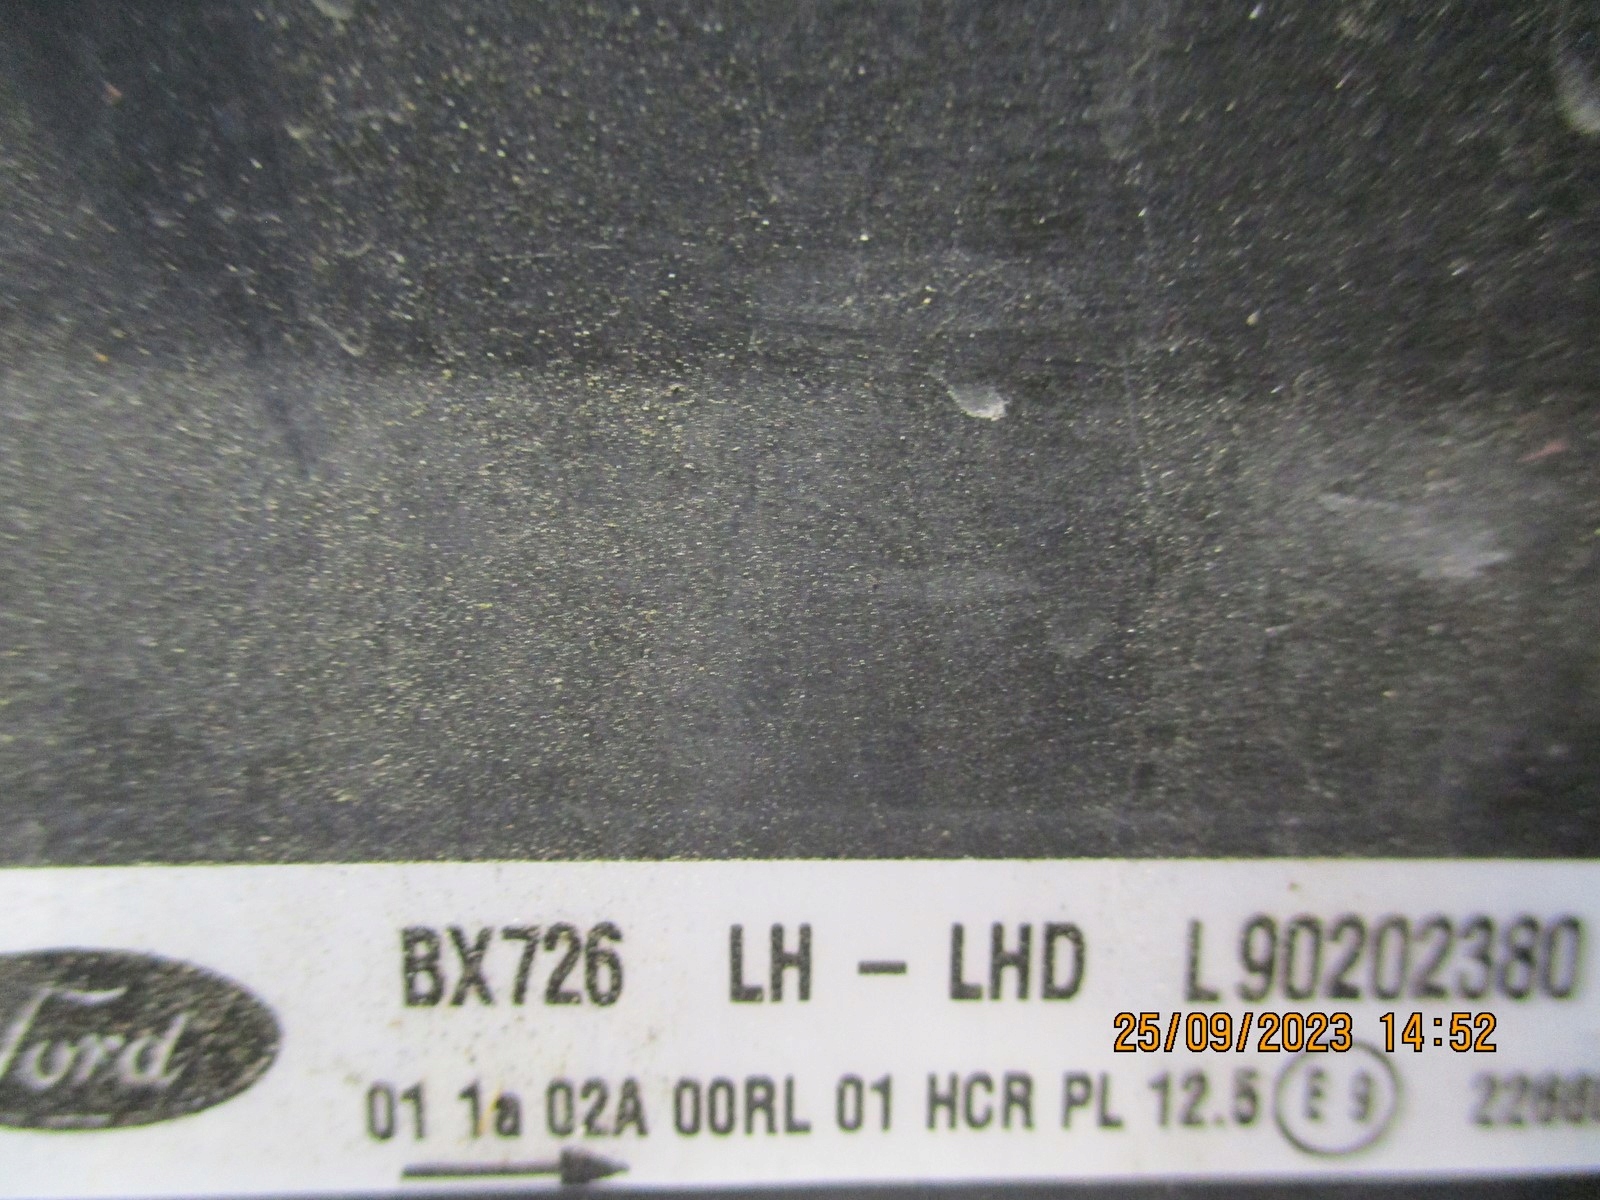 BX726 LH - LHD L90202380
25/09/2023 14:52
Ford
01 1a 02A 00RL 01 HCR PL 12.5 E9